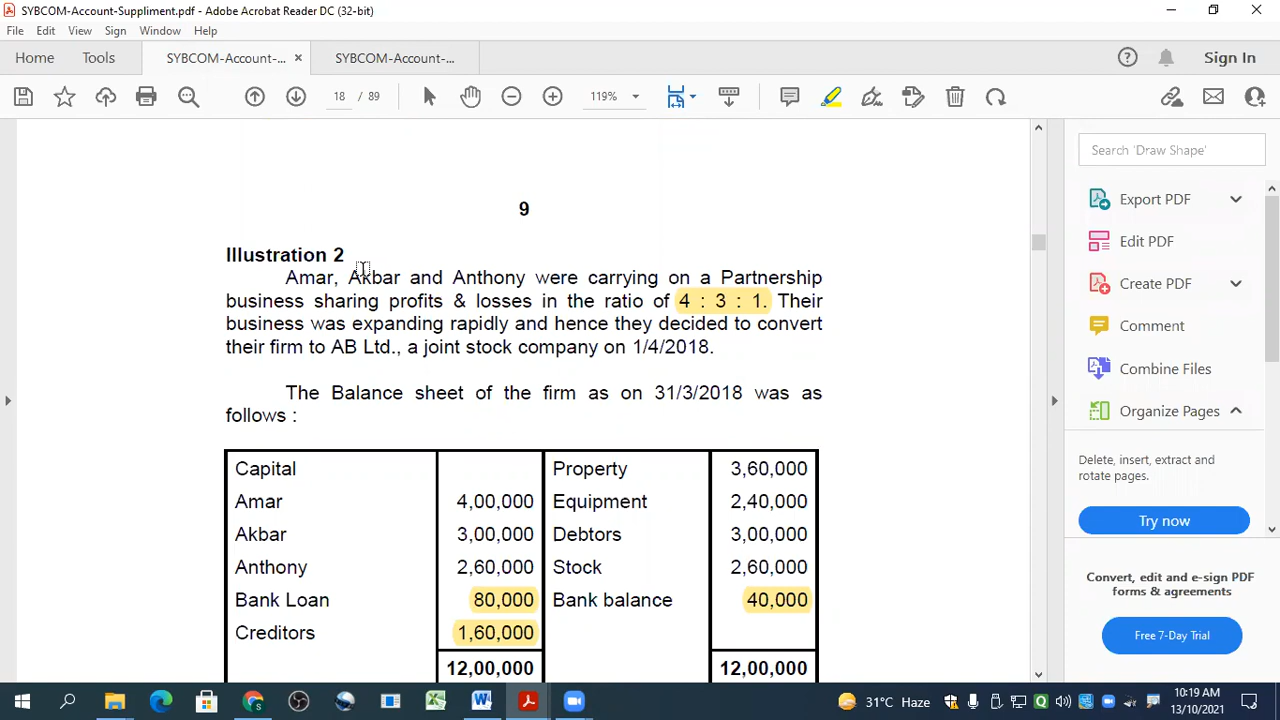 SYBCOM-Account-Suppliment.pdf - Adobe Acrobat Reader DC (32-bit)
File Edit View Sign Window Help
Home Tools SYBCOM-Account-... × SYBCOM-Account-... Sign In
18 / 89 119%
Search 'Draw Shape'
Export PDF
Edit PDF
Create PDF
Comment
Combine Files
Organize Pages
Delete, insert, extract and
rotate pages.
Try now
Convert, edit and e-sign PDF
forms & agreements
Free 7-Day Trial
9
Illustration 2
Amar, Akbar and Anthony were carrying on a Partnership
business sharing profits & losses in the ratio of 4 : 3 : 1. Their
business was expanding rapidly and hence they decided to convert
their firm to AB Ltd., a joint stock company on 1/4/2018.
The Balance sheet of the firm as on 31/3/2018 was as
follows :
Capital Property 3,60,000
Amar 4,00,000 Equipment 2,40,000
Akbar 3,00,000 Debtors 3,00,000
Anthony 2,60,000 Stock 2,60,000
Bank Loan 80,000 Bank balance 40,000
Creditors 1,60,000
12,00,000 12,00,000
31°C Haze
10:19 AM
13/10/2021